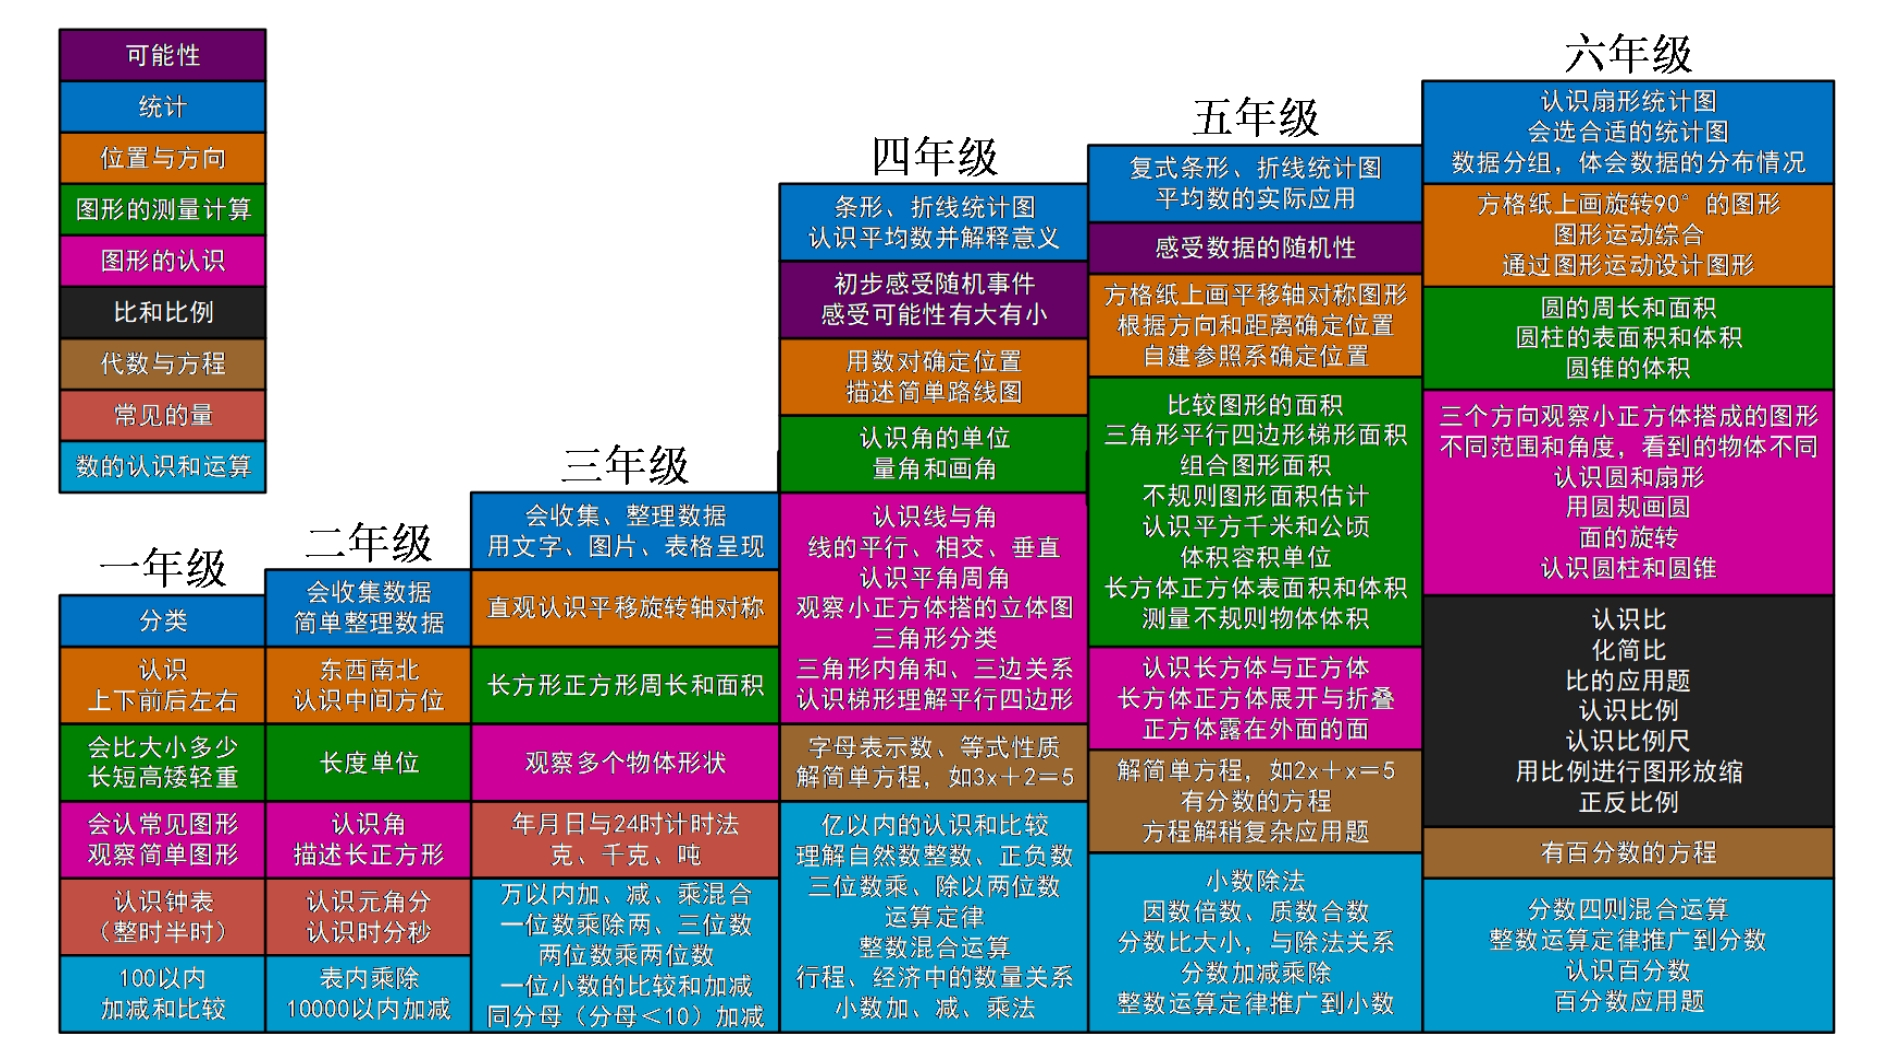 可能性
统计
位置与方向
图形的测量计算
图形的认识
比和比例
代数与方程
常见的量
数的认识和运算
一年级
分类
认识
上下前后左右
会比大小多少
长短高矮轻重
会认常见图形
观察简单图形
认识钟表
（整时半时）
100以内
加减和比较
二年级
会收集数据
简单整理数据
东西南北
认识中间方位
长度单位
认识角
描述长正方形
认识元角分
认识时分秒
表内乘除
10000以内加减
三年级
会收集、整理数据
用文字、图片、表格呈现
直观认识平移旋转轴对称
长方形正方形周长和面积
观察多个物体形状
年月日与24时计时法
克、千克、吨
万以内加、减、乘混合
一位数乘除两、三位数
两位数乘两位数
一位小数的比较和加减
同分母（分母＜10）加减
四年级
条形、折线统计图
认识平均数并解释意义
初步感受随机事件
感受可能性有大有小
用数对确定位置
描述简单路线图
认识角的单位
量角和画角
认识线与角
线的平行、相交、垂直
认识平角周角
观察小正方体搭的立体图
三角形分类
三角形内角和、三边关系
认识梯形理解平行四边形
字母表示数、等式性质
解简单方程，如3x＋2＝5
亿以内的认识和比较
理解自然数整数、正负数
三位数乘、除以两位数
运算定律
整数混合运算
行程、经济中的数量关系
小数加、减、乘法
五年级
复式条形、折线统计图
平均数的实际应用
感受数据的随机性
方格纸上画平移轴对称图形
根据方向和距离确定位置
自建参照系确定位置
比较图形的面积
三角形平行四边形梯形面积
组合图形面积
不规则图形面积估计
认识平方千米和公顷
体积容积单位
长方体正方体表面积和体积
测量不规则物体体积
认识长方体与正方体
长方体正方体展开与折叠
正方体露在外面的面
解简单方程，如2x＋x＝5
有分数的方程
方程解稍复杂应用题
小数除法
因数倍数、质数合数
分数比大小，与除法关系
分数加减乘除
整数运算定律推广到小数
六年级
认识扇形统计图
会选合适的统计图
数据分组，体会数据的分布情况
方格纸上画旋转90°的图形
图形运动综合
通过图形运动设计图形
圆的周长和面积
圆柱的表面积和体积
圆锥的体积
三个方向观察小正方体搭成的图形
不同范围和角度，看到的物体不同
认识圆和扇形
用圆规画圆
面的旋转
认识圆柱和圆锥
认识比
化简比
比的应用题
认识比例
认识比例尺
用比例进行图形放缩
正反比例
有百分数的方程
分数四则混合运算
整数运算定律推广到分数
认识百分数
百分数应用题